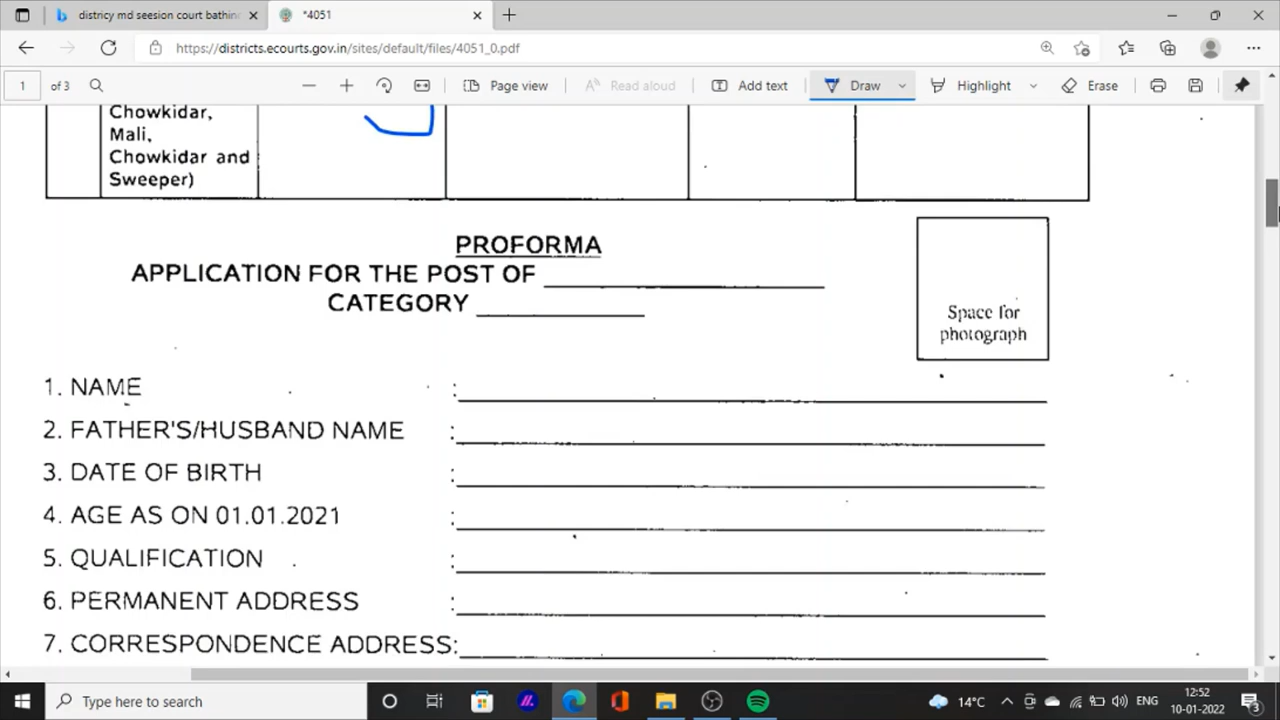 districy md seesion court bathin
*4051
https://districts.ecourts.gov.in/sites/default/files/4051_0.pdf
1 of 3
Page view
Read aloud
Add text
Draw
Highlight
Erase
Chowkidar,
Mali,
Chowkidar and
Sweeper)
PROFORMA
APPLICATION FOR THE POST OF
CATEGORY
Space for
photograph
1. NAME :
2. FATHER'S/HUSBAND NAME :
3. DATE OF BIRTH :
4. AGE AS ON 01.01.2021 :
5. QUALIFICATION :
6. PERMANENT ADDRESS :
7. CORRESPONDENCE ADDRESS:
Type here to search
14°C
ENG
12:52
10-01-2022
3